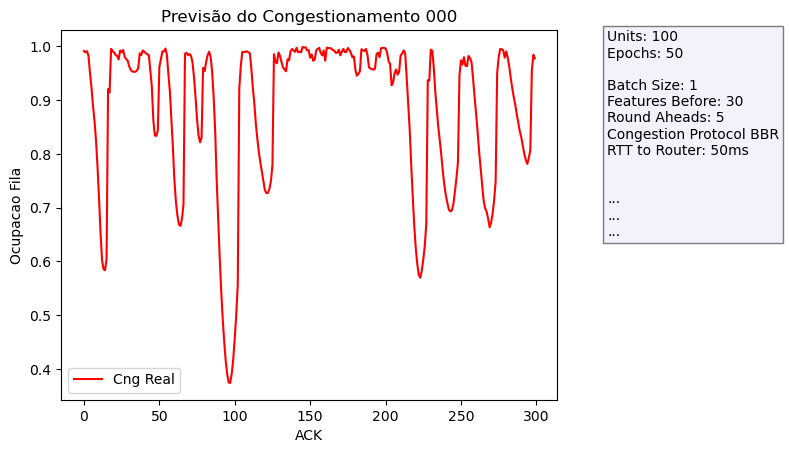 Previsão do Congestionamento 000
1.0
0.9
0.8
0.7
0.6
0.5
0.4
Ocupacao Fila
Cng Real
0 50 100 150 200 250 300
ACK
Units: 100
Epochs: 50
Batch Size: 1
Features Before: 30
Round Aheads: 5
Congestion Protocol BBR
RTT to Router: 50ms
...
...
...